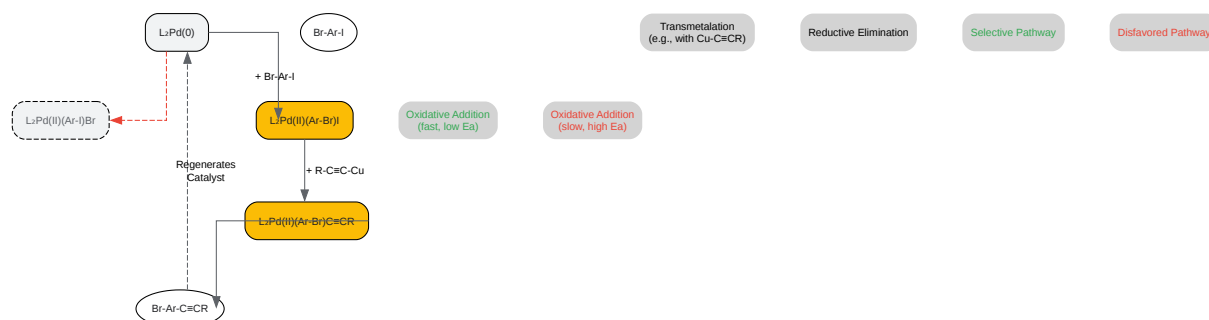 L₂Pd(0)
Br-Ar-I
Transmetalation
(e.g., with Cu-C≡CR)
Reductive Elimination
Selective Pathway
Disfavored Pathway
+ Br-Ar-I
L₂Pd(II)(Ar-I)Br
L₂Pd(II)(Ar-Br)I
Oxidative Addition
(fast, low Ea)
Oxidative Addition
(slow, high Ea)
Regenerates
Catalyst
+ R-C≡C-Cu
L₂Pd(II)(Ar-Br)C≡CR
Br-Ar-C≡CR